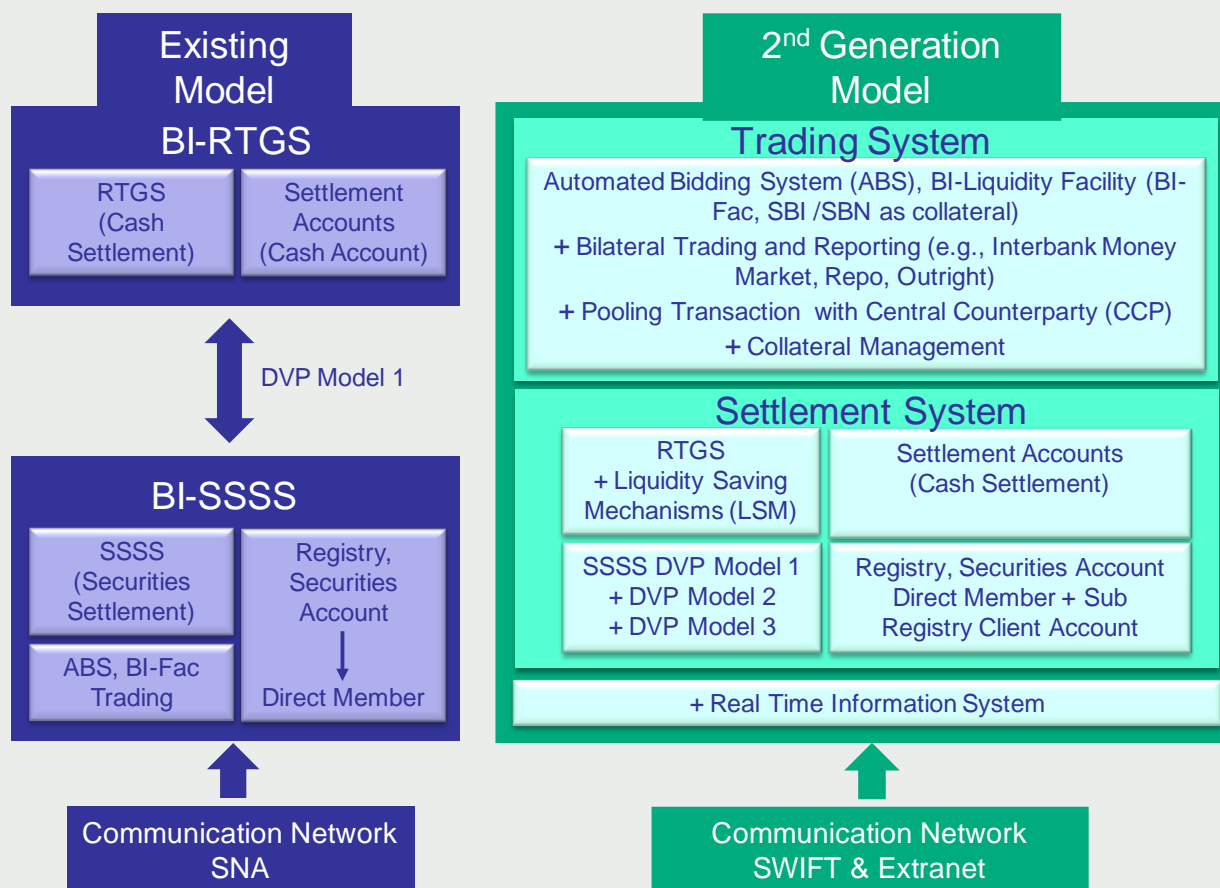 Existing
Model
BI-RTGS
RTGS
(Cash
Settlement)
Settlement
Accounts
(Cash Account)
DVP Model 1
BI-SSSS
SSSS
(Securities
Settlement)
ABS, BI-Fac
Trading
Registry,
Securities
Account
Direct Member
Communication Network
SNA
2nd Generation
Model
Trading System
Automated Bidding System (ABS), BI-Liquidity Facility (BI-
Fac, SBI /SBN as collateral)
+ Bilateral Trading and Reporting (e.g., Interbank Money
Market, Repo, Outright)
+ Pooling Transaction with Central Counterparty (CCP)
+ Collateral Management
Settlement System
RTGS
+ Liquidity Saving
Mechanisms (LSM)
Settlement Accounts
(Cash Settlement)
SSSS DVP Model 1
+ DVP Model 2
+ DVP Model 3
Registry, Securities Account
Direct Member + Sub
Registry Client Account
+ Real Time Information System
Communication Network
SWIFT & Extranet